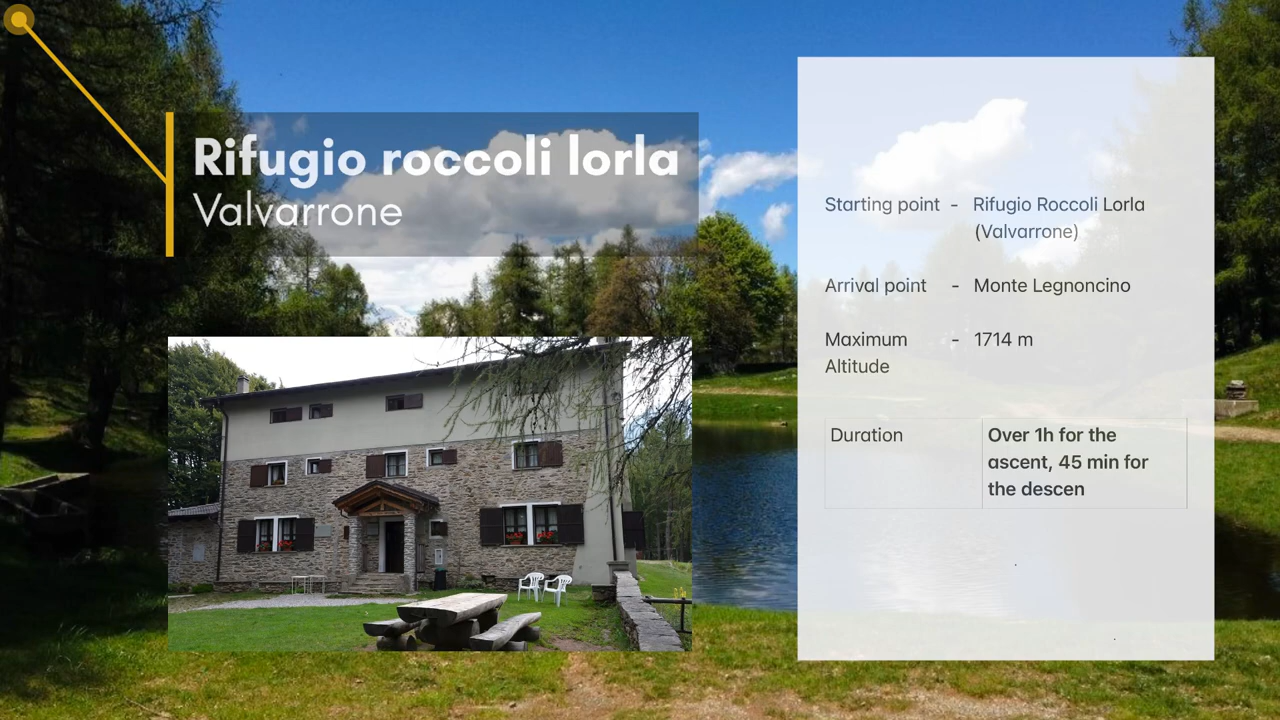 Rifugio roccoli lorla
Valvarrone
Starting point - Rifugio Roccoli Lorla
(Valvarrone)
Arrival point - Monte Legnoncino
Maximum - 1714 m
Altitude
Duration Over 1h for the
ascent, 45 min for
the descen